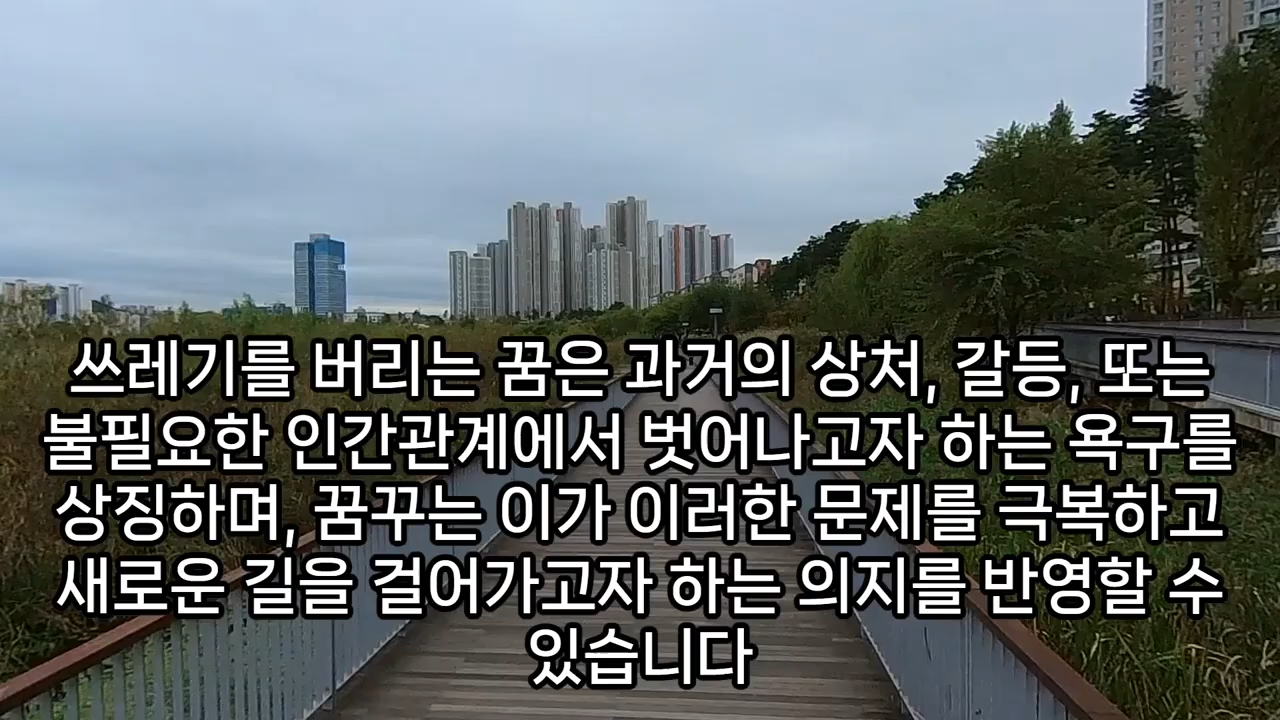 쓰레기를 버리는 꿈은 과거의 상처, 갈등, 또는
불필요한 인간관계에서 벗어나고자 하는 욕구를
상징하며, 꿈꾸는 이가 이러한 문제를 극복하고
새로운 길을 걸어가고자 하는 의지를 반영할 수
있습니다